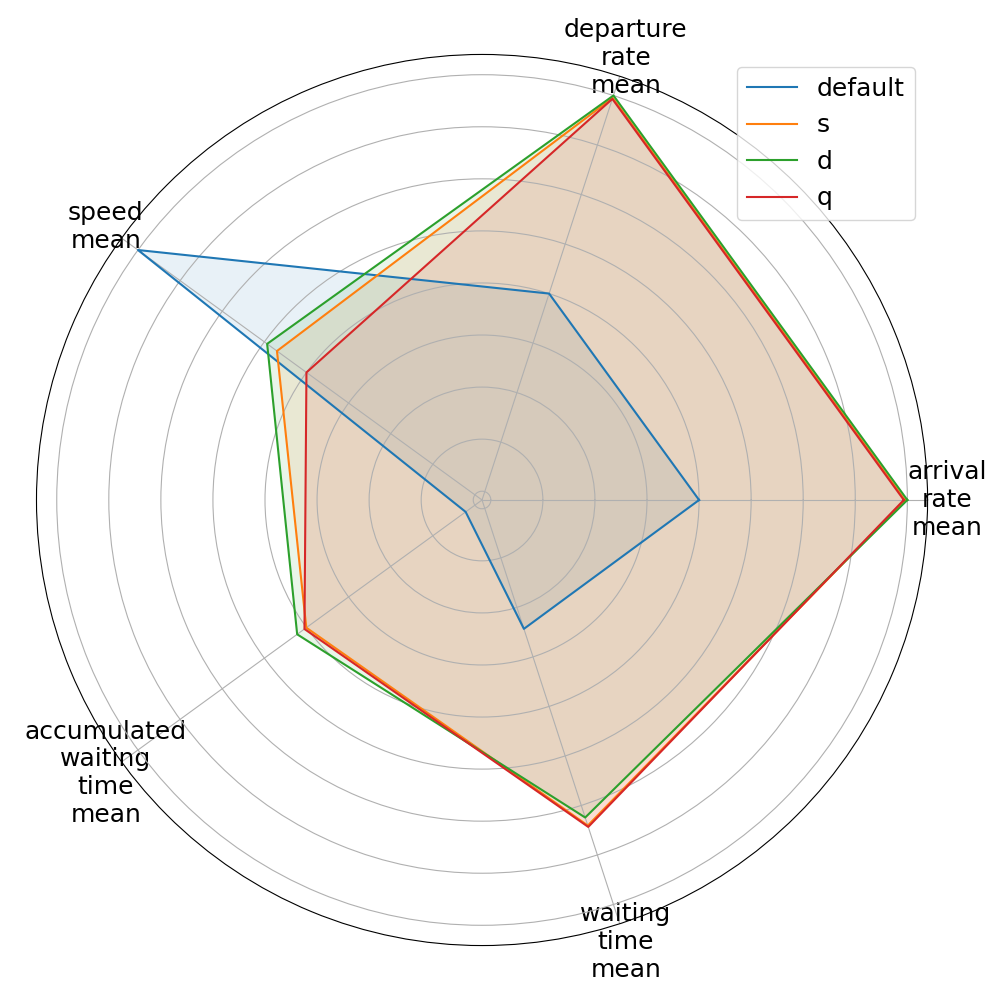 departure
rate
mean
default
s
d
q
speed
mean
arrival
rate
mean
accumulated
waiting
time
mean
waiting
time
mean